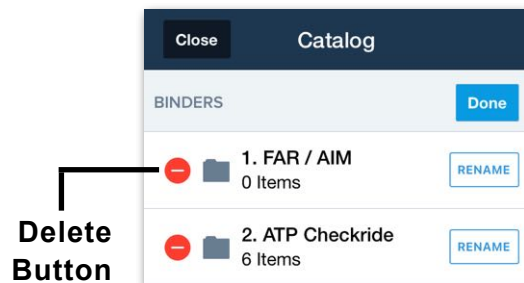 Close
Catalog
BINDERS
Done
1. FAR / AIM
0 Items
RENAME
2. ATP Checkride
6 Items
RENAME
Delete
Button